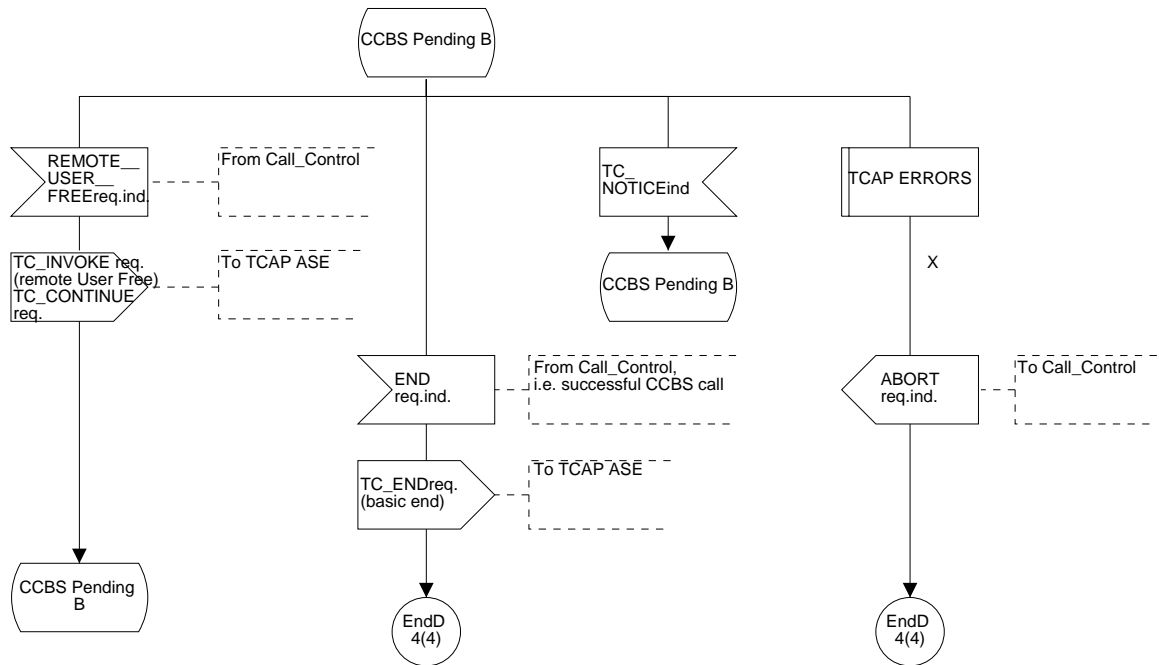 CCBS Pending B
REMOTE__
USER__
FREEreq.ind.
From Call_Control
TC_INVOKE req.
(remote User Free)
TC_CONTINUE
req.
To TCAP ASE
CCBS Pending
B
END
req.ind.
From Call_Control,
i.e. successful CCBS call
TC_ENDreq.
(basic end)
To TCAP ASE
EndD
4(4)
TC_
NOTICEind
CCBS Pending B
TCAP ERRORS
X
ABORT
req.ind.
To Call_Control
EndD
4(4)